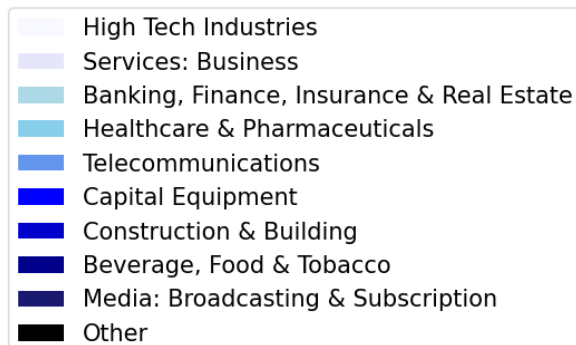 High Tech Industries
Services: Business
Banking, Finance, Insurance & Real Estate
Healthcare & Pharmaceuticals
Telecommunications
Capital Equipment
Construction & Building
Beverage, Food & Tobacco
Media: Broadcasting & Subscription
Other